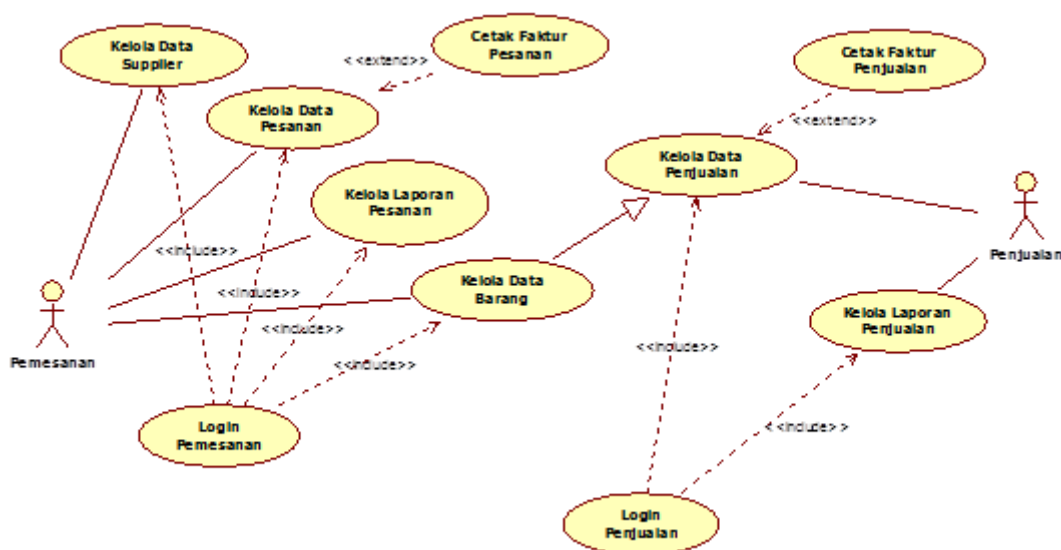 Kelola Data
Supplier
Cetak Faktur
Pesanan
Cetak Faktur
Penjualan
<<extend>>
Kelola Data
Pesanan
<<extend>>
Kelola Data
Penjualan
Kelola Laporan
Pesanan
<<include>>
Penjualan
Kelola Data
Barang
<<include>>
Kelola Laporan
Penjualan
<<include>>
<<include>>
<<include>>
Pemesanan
Login
Pemesanan
<<include>>
Login
Penjualan